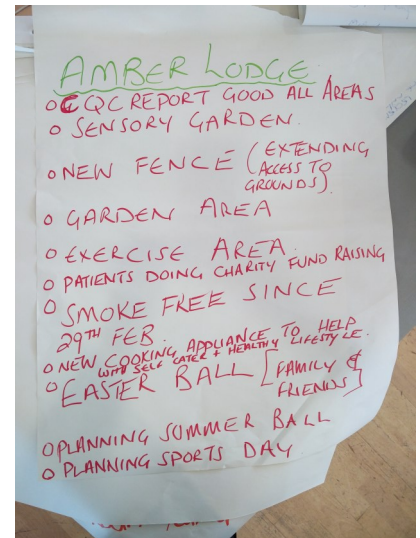 AMBER LODGE
o CQC REPORT GOOD ALL AREAS
o SENSORY GARDEN.
o NEW FENCE (EXTENDING
ACCESS TO
GROUNDS).
o GARDEN AREA
o EXERCISE AREA.
o PATIENTS DOING CHARITY FUND RAISING
o SMOKE FREE SINCE
29TH FEB.
o NEW COOKING APPLIANCE TO HELP
WITH SELF CATER + HEALTHY LIFESTYLE.
o EASTER BALL [FAMILY &
FRIENDS]
o PLANNING SUMMER BALL
o PLANNING SPORTS DAY